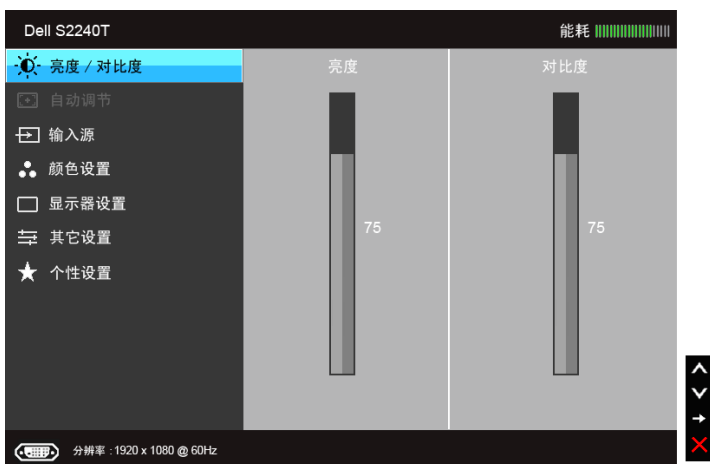 Dell S2240T
能耗
亮度 / 对比度
自动调节
输入源
颜色设置
显示器设置
其它设置
个性设置
亮度
对比度
75
75
分辨率 : 1920 x 1080 @ 60Hz